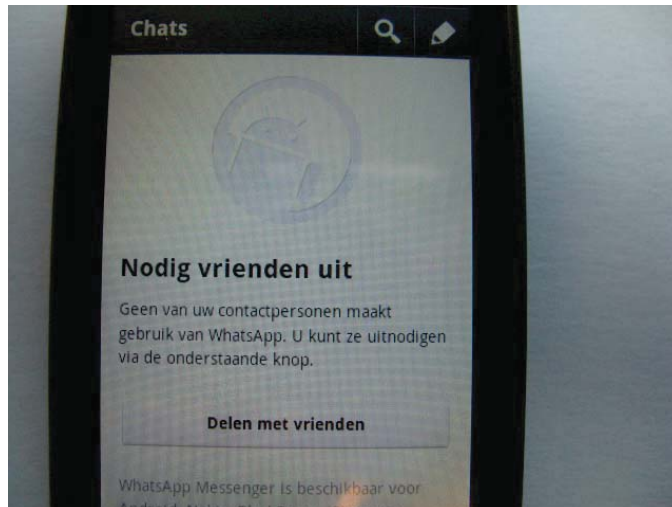 Chats
Nodig vrienden uit
Geen van uw contactpersonen maakt
gebruik van WhatsApp. U kunt ze uitnodigen
via de onderstaande knop.
Delen met vrienden
WhatsApp Messenger is beschikbaar voor